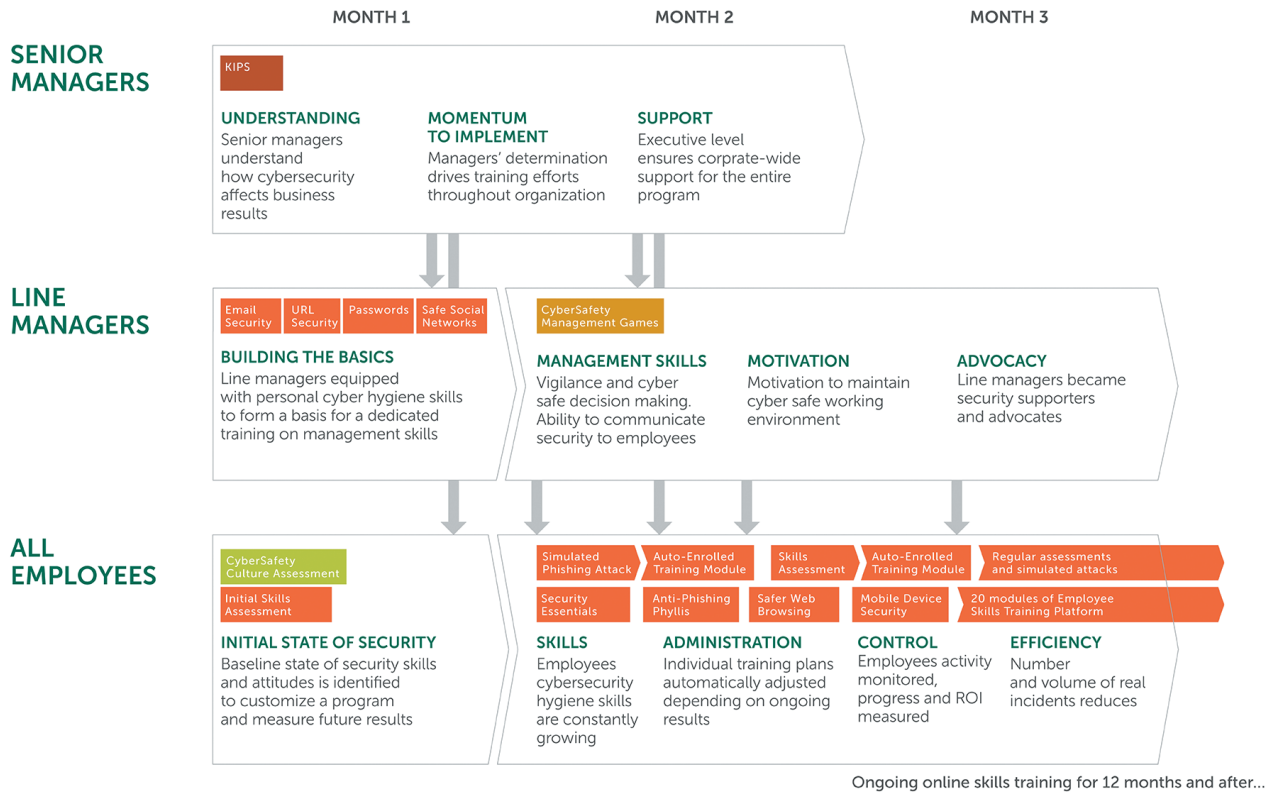 MONTH 1
MONTH 2
MONTH 3
SENIOR
MANAGERS
KIPS
UNDERSTANDING
Senior managers
understand
how cybersecurity
affects business
results
MOMENTUM
TO IMPLEMENT
Managers’ determination
drives training efforts
throughout organization
SUPPORT
Executive level
ensures corprate-wide
support for the entire
program
LINE
MANAGERS
Email
Security
URL
Security
Passwords
Safe Social
Networks
BUILDING THE BASICS
Line managers equipped
with personal cyber hygiene skills
to form a basis for a dedicated
training on management skills
CyberSafety
Management Games
MANAGEMENT SKILLS
Vigilance and cyber
safe decision making.
Ability to communicate
security to employees
MOTIVATION
Motivation to maintain
cyber safe working
environment
ADVOCACY
Line managers became
security supporters
and advocates
ALL
EMPLOYEES
CyberSafety
Culture Assessment
Initial Skills
Assessment
INITIAL STATE OF SECURITY
Baseline state of security skills
and attitudes is identified
to customize a program
and measure future results
Simulated
Phishing Attack
Auto-Enrolled
Training Module
Skills
Assessment
Auto-Enrolled
Training Module
Regular assessments
and simulated attacks
Security
Essentials
Anti-Phishing
Phyllis
Safer Web
Browsing
Mobile Device
Security
20 modules of Employee
Skills Training Platform
SKILLS
Employees
cybersecurity
hygiene skills
are constantly
growing
ADMINISTRATION
Individual training plans
automatically adjusted
depending on ongoing
results
CONTROL
Employees activity
monitored,
progress and ROI
measured
EFFICIENCY
Number
and volume of real
incidents reduces
Ongoing online skills training for 12 months and after...